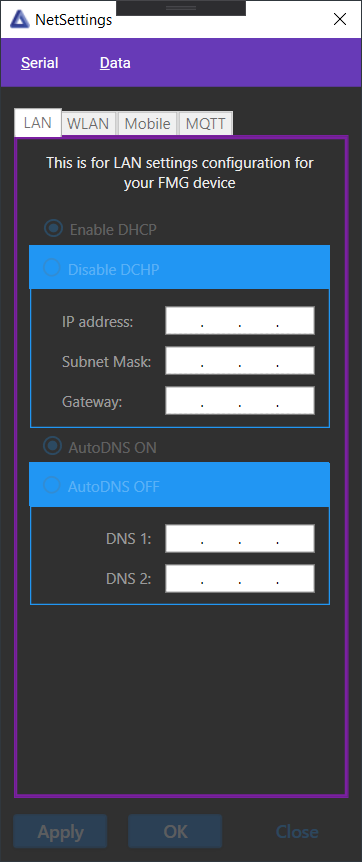 NetSettings
Serial Data
LAN WLAN Mobile MQTT
This is for LAN settings configuration for
your FMG device
Enable DHCP
Disable DCHP
IP address: . . .
Subnet Mask: . . .
Gateway: . . .
AutoDNS ON
AutoDNS OFF
DNS 1: . . .
DNS 2: . . .
Apply OK Close